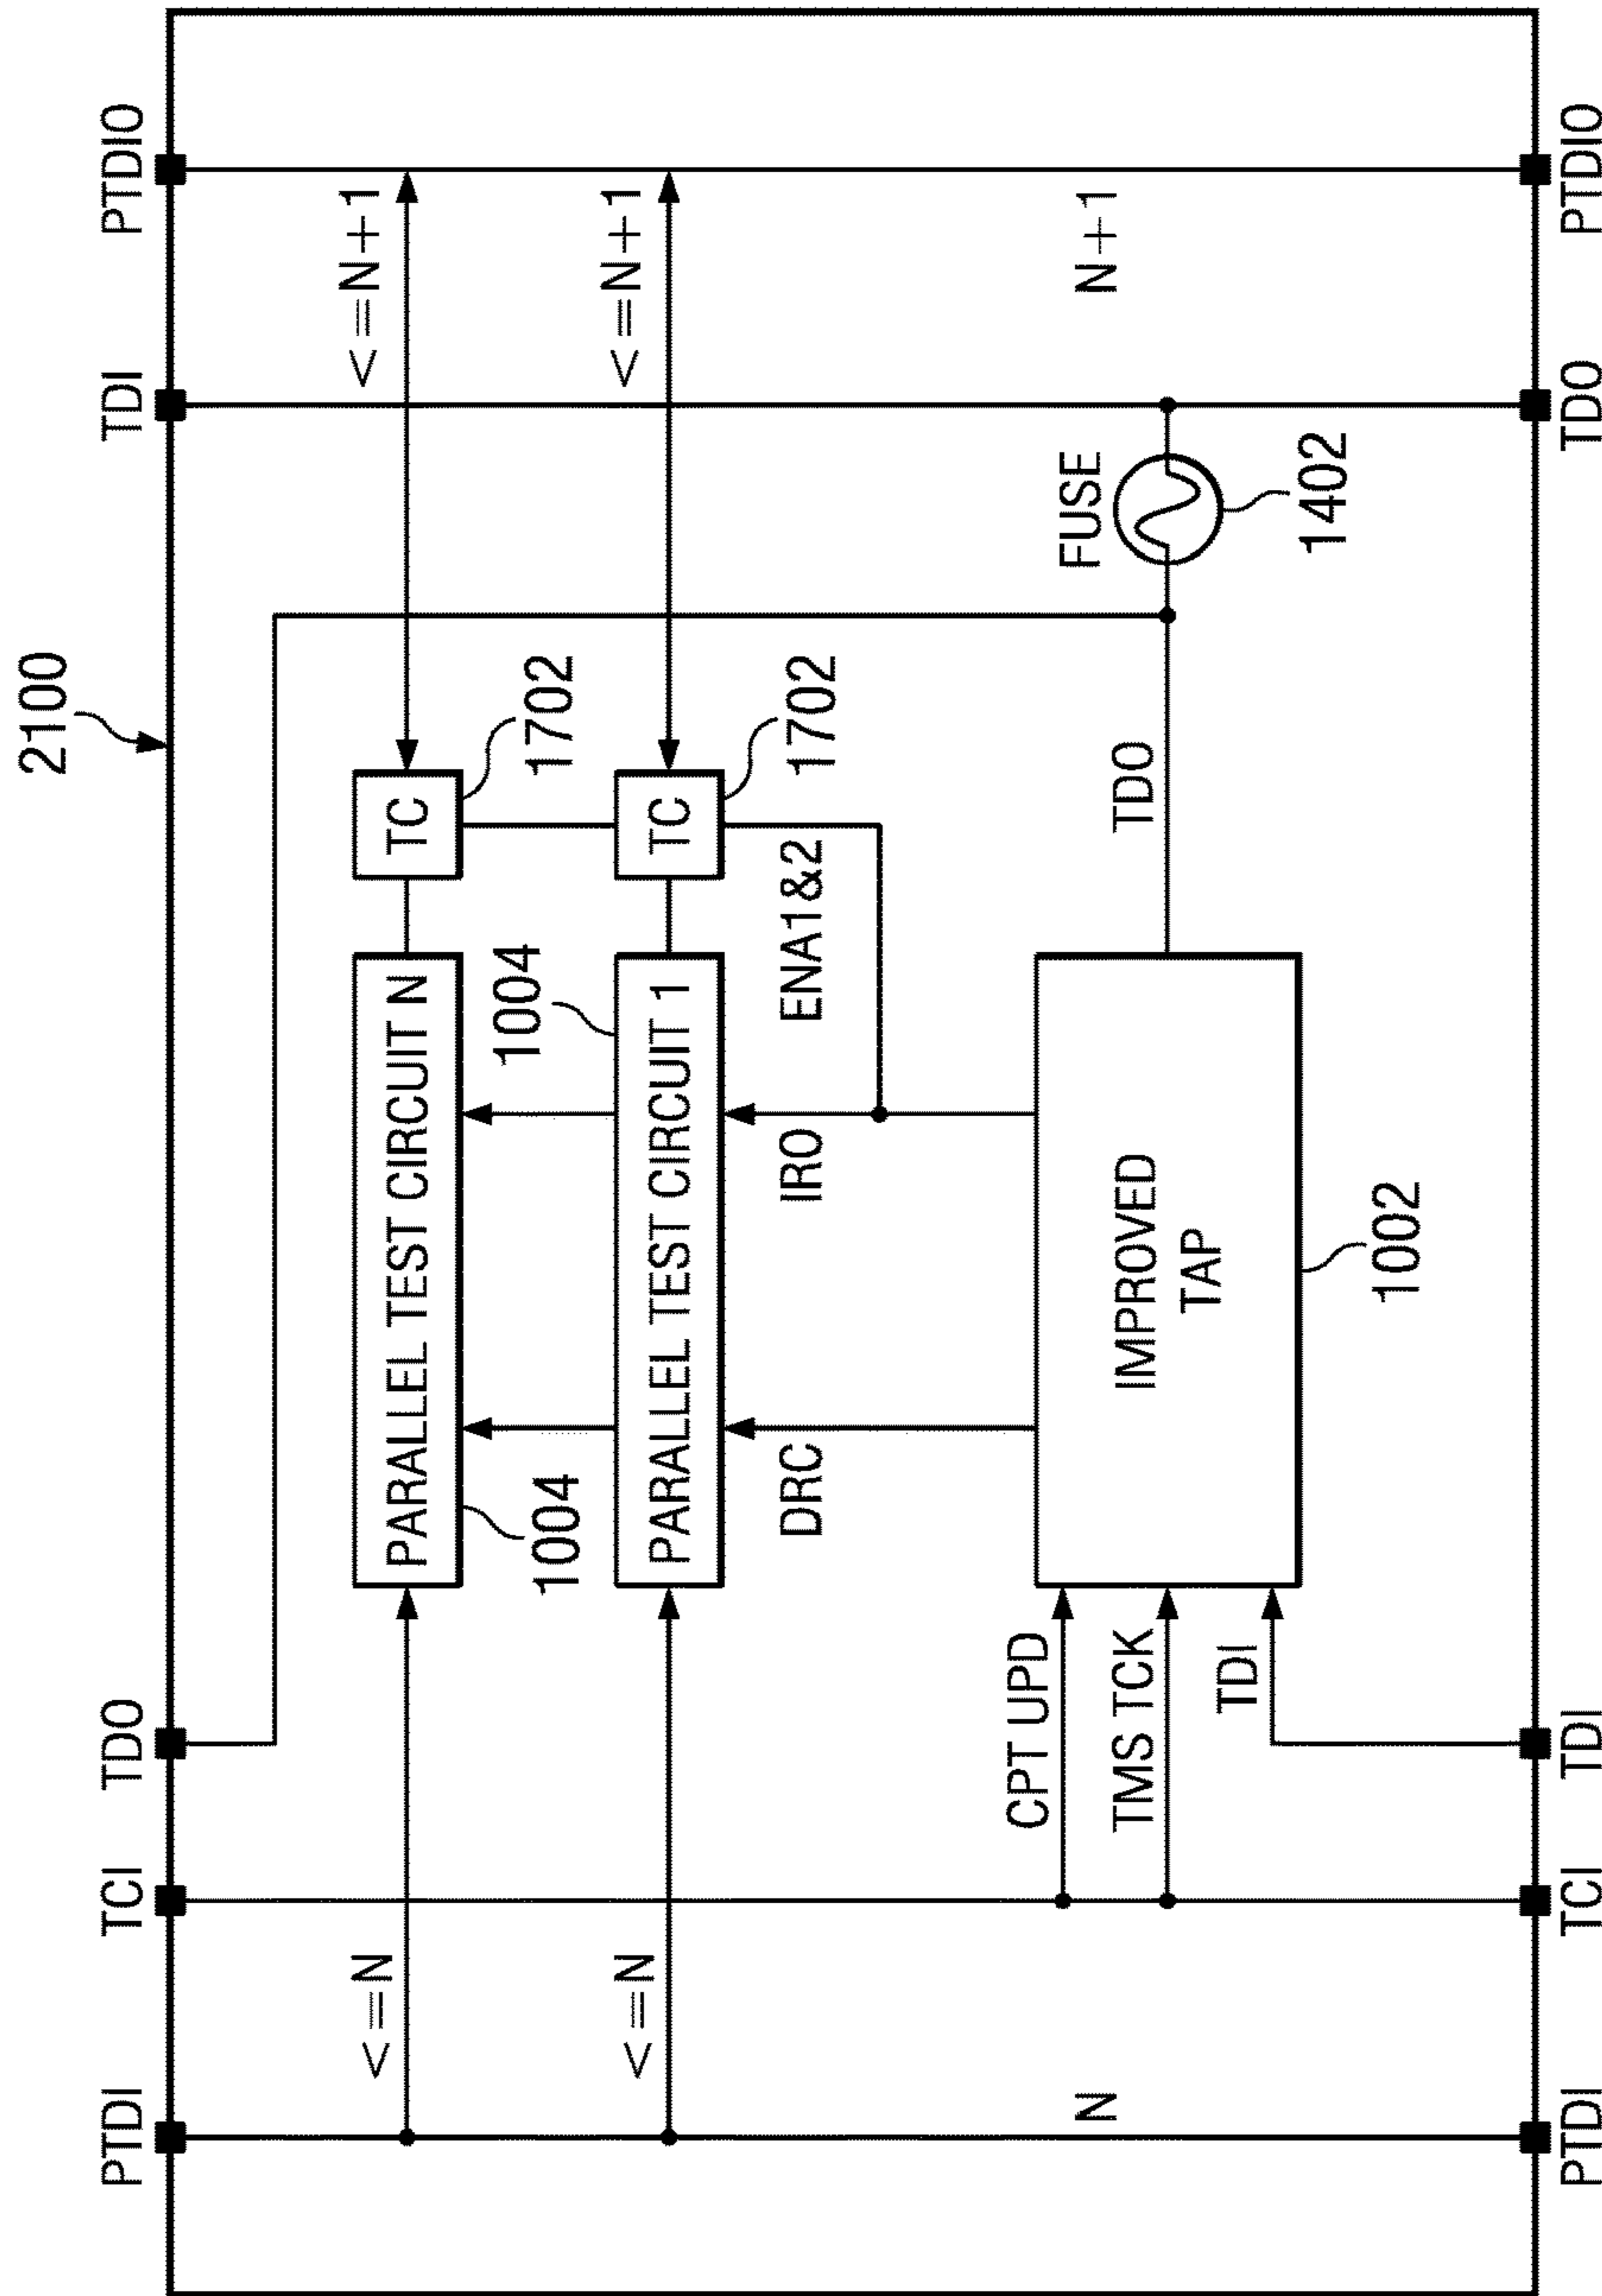 2100
PTDI
TCI
TDO
TDI
PTDIO
<=N
PARALLEL TEST CIRCUIT N
TC
<=N+1
1004
1004
1702
<=N
PARALLEL TEST CIRCUIT 1
TC
<=N+1
DRC
IRO
ENA1&2
1702
CPT UPD
TMS TCK
TDI
IMPROVED
TAP
TDO
FUSE
N
N+1
1002
1402
PTDI
TCI
TDI
TDO
PTDIO